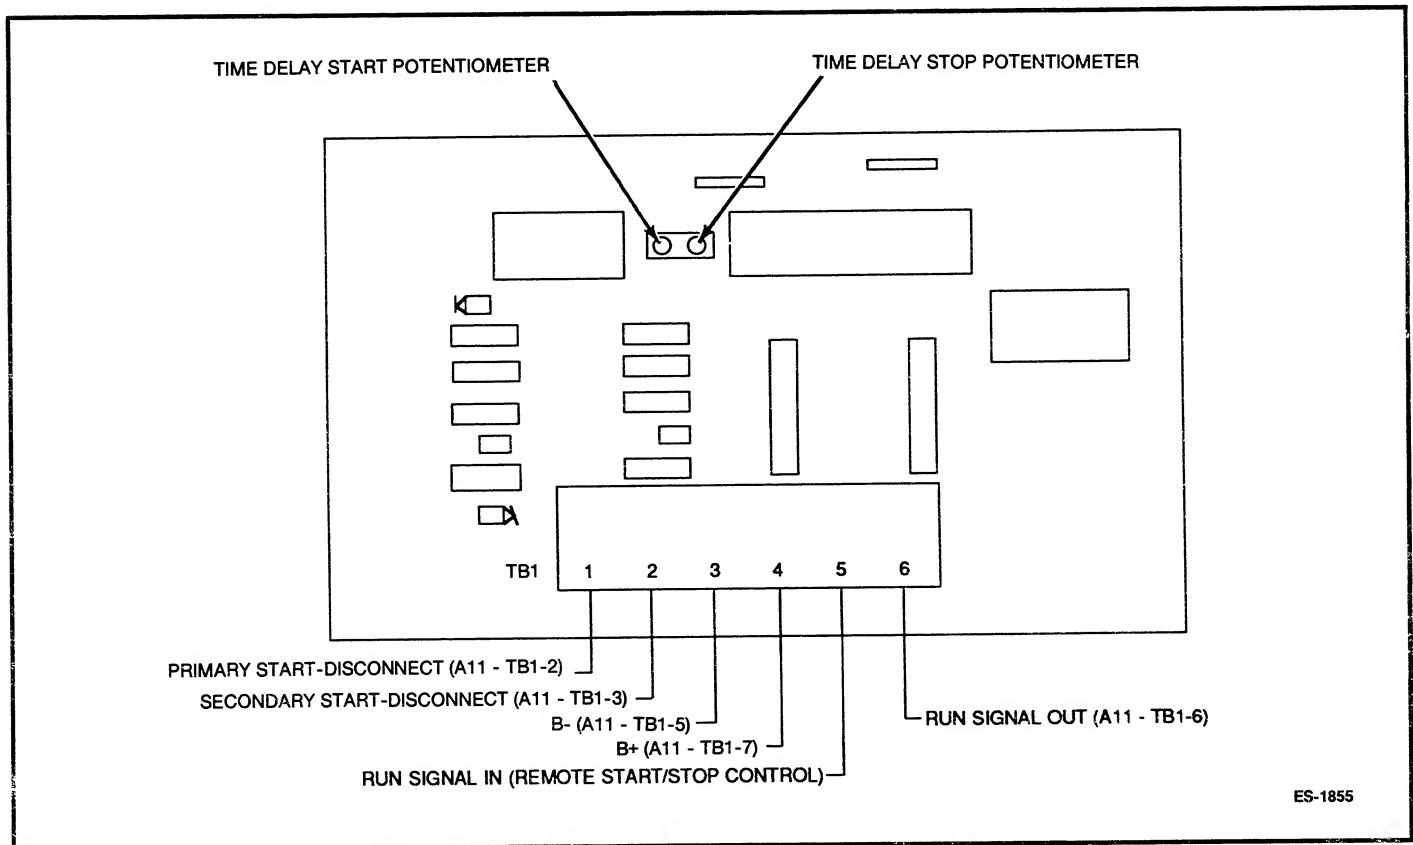 TIME DELAY START POTENTIOMETER
TIME DELAY STOP POTENTIOMETER
TB1 1 2 3 4 5 6
PRIMARY START-DISCONNECT (A11 - TB1-2)
SECONDARY START-DISCONNECT (A11 - TB1-3)
B- (A11 - TB1-5)
RUN SIGNAL OUT (A11 - TB1-6)
B+ (A11 - TB1-7)
RUN SIGNAL IN (REMOTE START/STOP CONTROL)
ES-1855